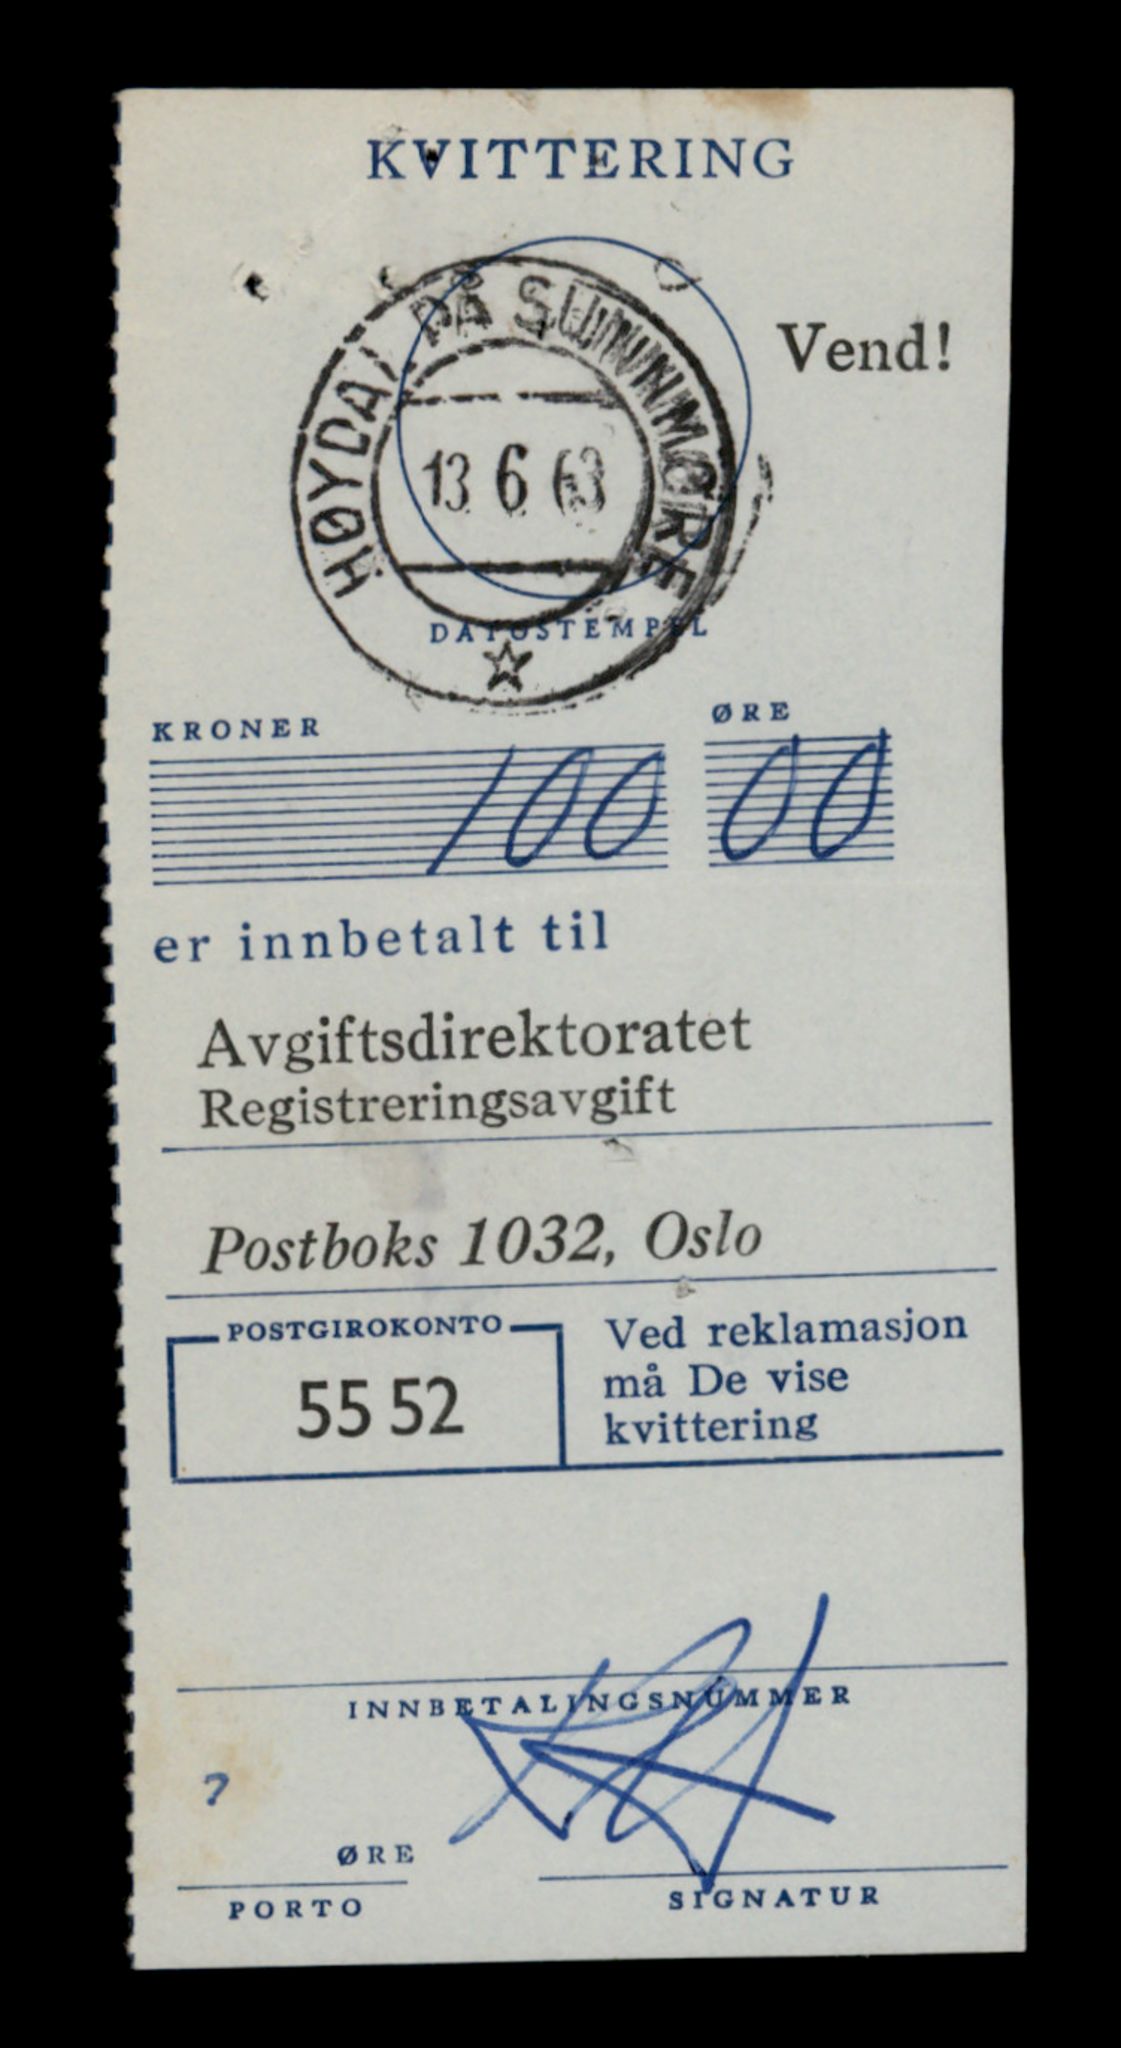 KVITTERING
HØYDAL PÅ SUNNMØRE
Vend!
13 6 63
DATOSTEMPEL
KRONER ØRE
100 00
er innbetalt til
Avgiftsdirektoratet
Registreringsavgift
Postboks 1032, Oslo
POSTGIROKONTO
55 52
Ved reklamasjon
må De vise
kvittering
INNBETALINGSNUMMER
?
ØRE
PORTO
SIGNATUR